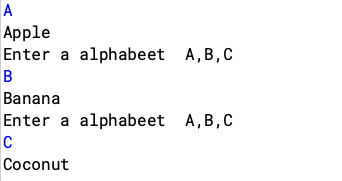 A
Apple
Enter a alphabeet  A,B,C
B
Banana
Enter a alphabeet  A,B,C
C
Coconut